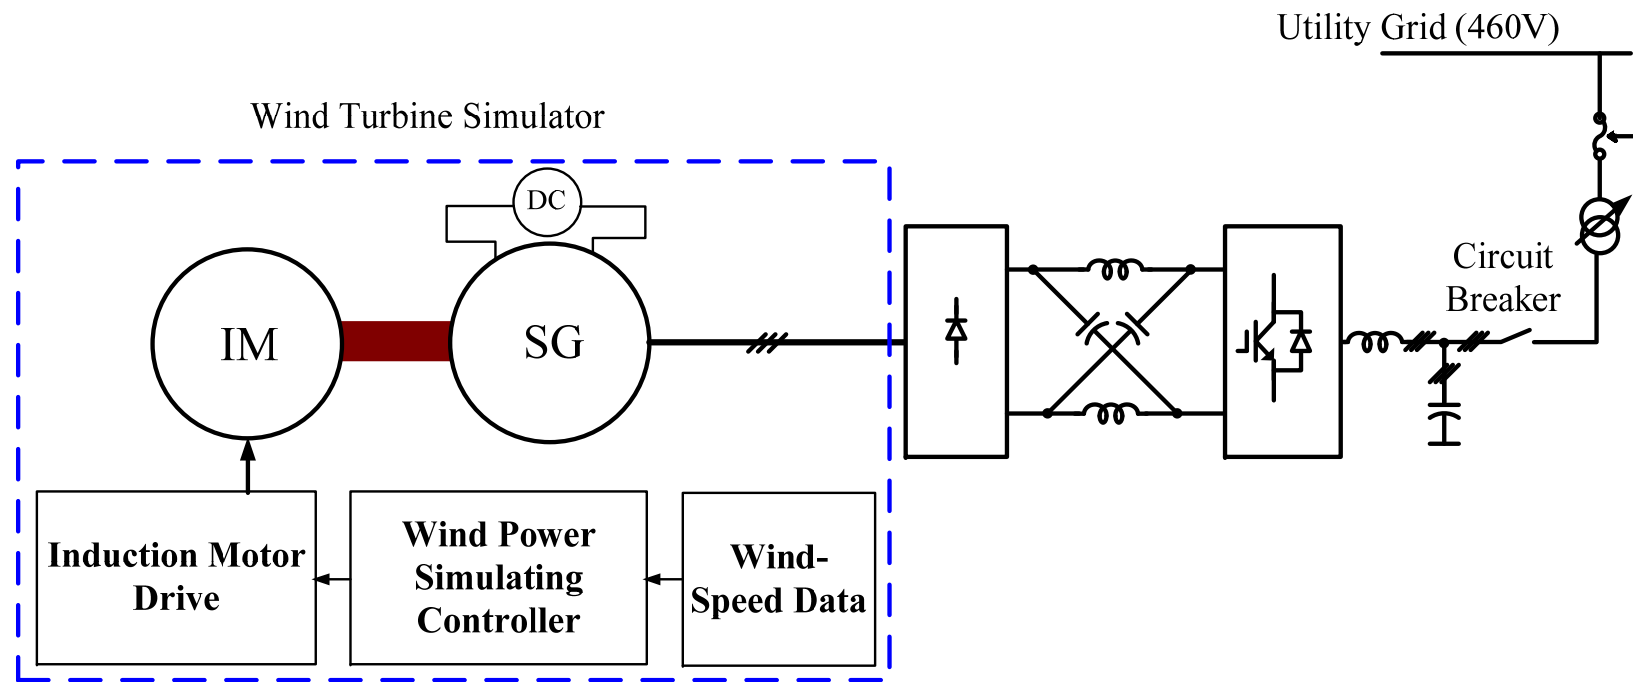 Utility Grid (460V)
Wind Turbine Simulator
DC
IM
SG
Circuit
Breaker
Induction Motor
Drive
Wind Power
Simulating
Controller
Wind-
Speed Data